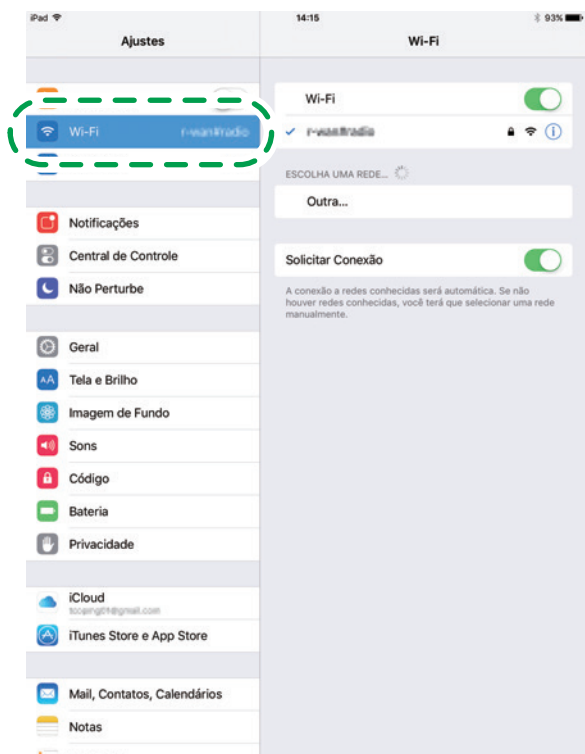 iPad
14:15
93%
Ajustes
Wi-Fi
Wi-Fi
Notificações
Central de Controle
Não Perturbe
Geral
Tela e Brilho
Imagem de Fundo
Sons
Código
Bateria
Privacidade
iCloud
iTunes Store e App Store
Mail, Contatos, Calendários
Notas
Wi-Fi
ESCOLHA UMA REDE...
Outra...
Solicitar Conexão
A conexão a redes conhecidas será automática. Se não
houver redes conhecidas, você terá que selecionar uma rede
manualmente.